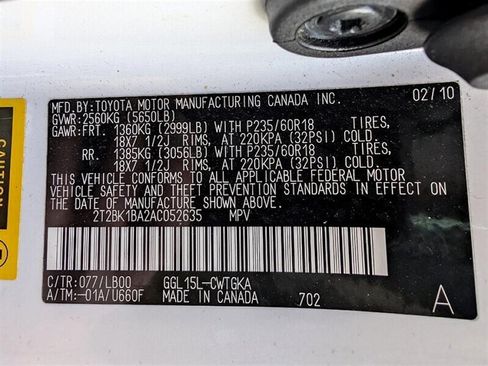 MFD.BY:TOYOTA MOTOR MANUFACTURING CANADA INC. 02/10
GVWR:2560KG (5650LB)
GAWR:FRT. 1360KG (2999LB) WITH P235/60R18 TIRES,
18X7 1/2J RIMS, AT 220KPA (32PSI) COLD.
RR. 1385KG (3056LB) WITH P235/60R18 TIRES,
18X7 1/2J RIMS, AT 220KPA (32PSI) COLD.
THIS VEHICLE CONFORMS TO ALL APPLICABLE FEDERAL MOTOR
VEHICLE SAFETY AND THEFT PREVENTION STANDARDS IN EFFECT ON
THE DATE OF MANUFACTURE SHOWN ABOVE.
2T2BK1BA2AC052635 MPV
C/TR:077/LB00 GGL15L-CWTGKA
A/TM:-01A/U660F MADE IN CANADA 702 A
CAUTION